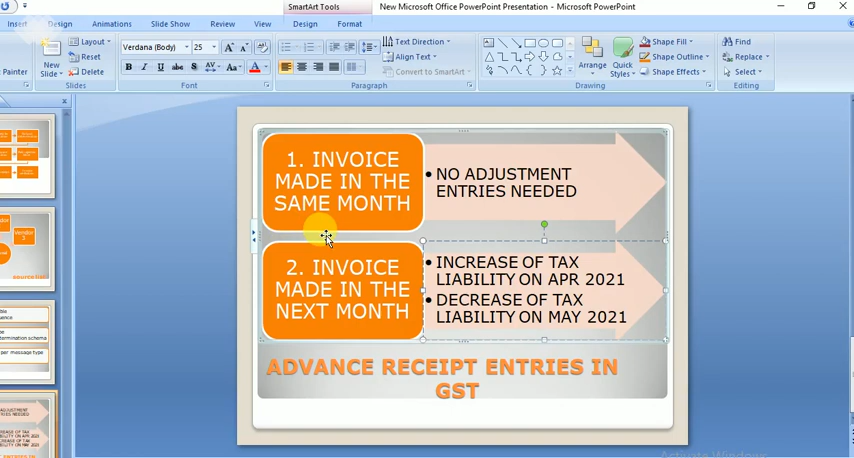 SmartArt Tools
New Microsoft Office PowerPoint Presentation - Microsoft PowerPoint
Insert Design Animations Slide Show Review View Design Format
Layout Text Direction Shape Fill Find
Verdana (Body) 25
Reset Align Text Shape Outline Replace
Painter New Slide Delete Convert to SmartArt Arrange Quick Styles Shape Effects Select
Slides Font Paragraph Drawing Editing
1. INVOICE
MADE IN THE
SAME MONTH
• NO ADJUSTMENT
ENTRIES NEEDED
2. INVOICE
MADE IN THE
NEXT MONTH
• INCREASE OF TAX
LIABILITY ON APR 2021
• DECREASE OF TAX
LIABILITY ON MAY 2021
ADVANCE RECEIPT ENTRIES IN
GST